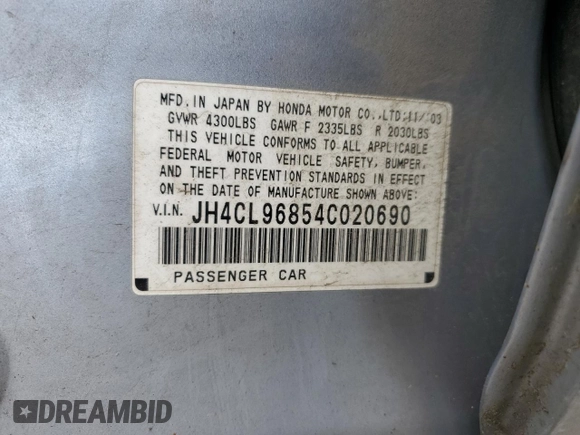 MFD. IN JAPAN BY HONDA MOTOR CO., LTD. 11/03
GVWR 4300LBS GAWR F 2335LBS R 2030LBS
THIS VEHICLE CONFORMS TO ALL APPLICABLE
FEDERAL MOTOR VEHICLE SAFETY, BUMPER,
AND THEFT PREVENTION STANDARDS IN EFFECT
ON THE DATE OF MANUFACTURE SHOWN ABOVE:
V.I.N. JH4CL96854C020690
PASSENGER CAR
DREAMBID